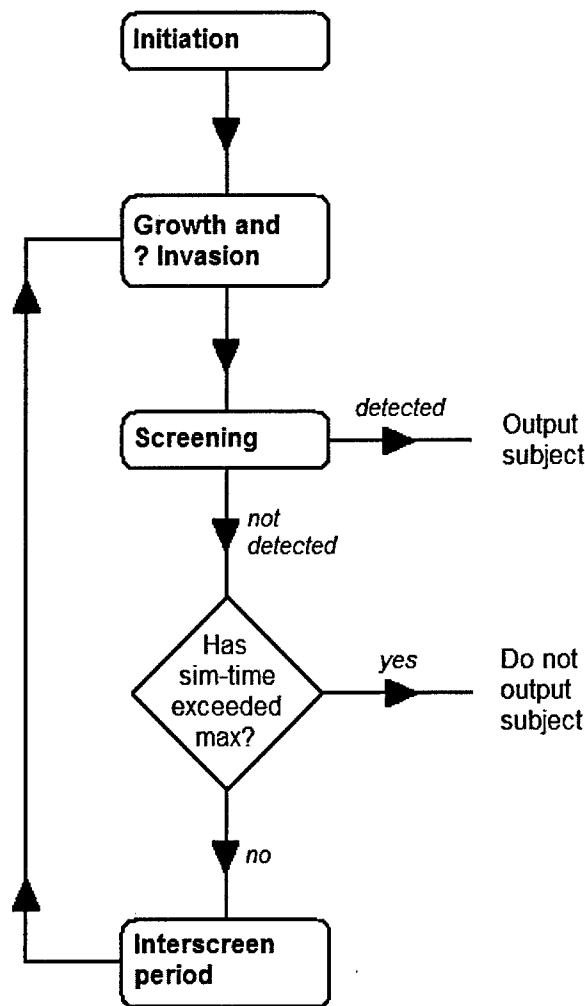 Initiation
Growth and
? Invasion
Screening
detected
Output
subject
not
detected
Has
sim-time
exceeded
max?
yes
Do not
output
subject
no
Interscreen
period